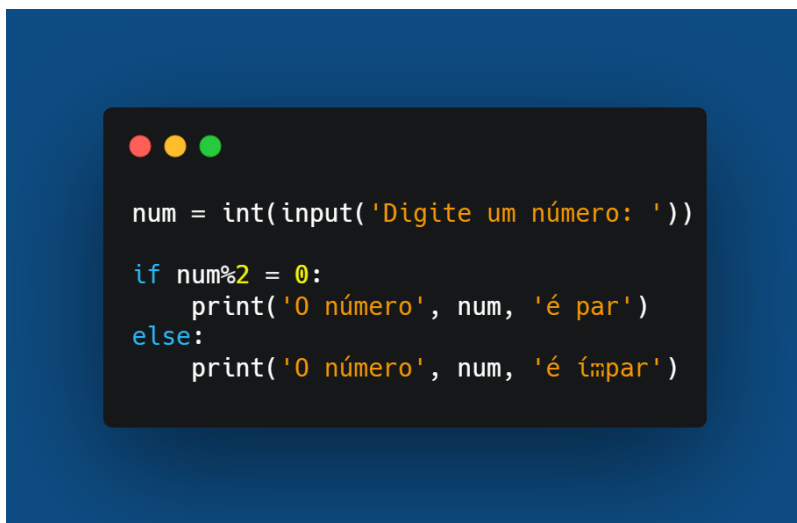 num = int(input('Digite um número: '))
if num%2 = 0:
    print('O número', num, 'é par')
else:
    print('O número', num, 'é ímpar')